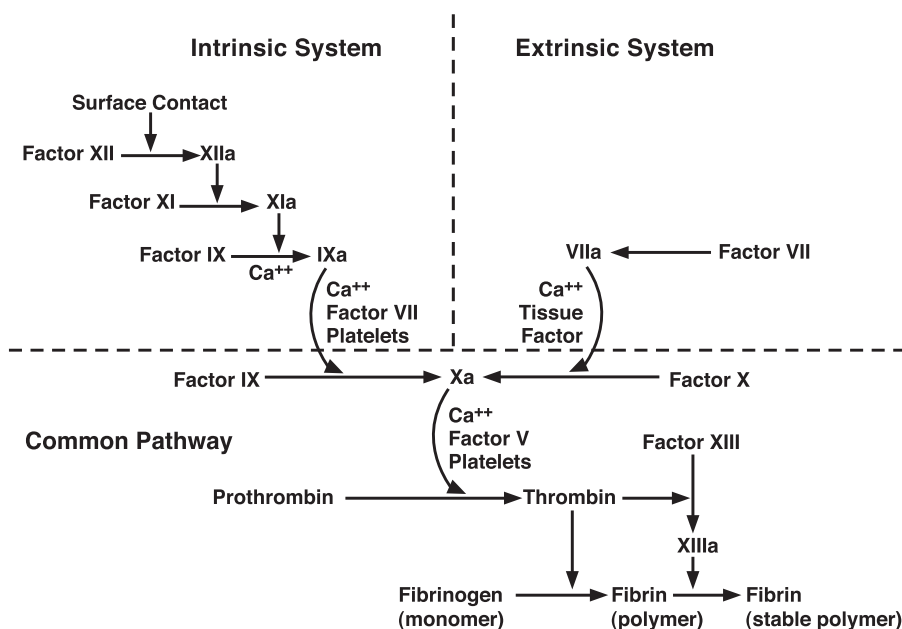 Intrinsic System
Extrinsic System
Surface Contact
Factor XII
XIIa
Factor XI
XIa
Factor IX
Ca++
IXa
VIIa
Factor VII
Ca++
Factor VII
Platelets
Ca++
Tissue
Factor
Factor IX
Xa
Factor X
Common Pathway
Ca++
Factor V
Platelets
Factor XIII
Prothrombin
Thrombin
XIIIa
Fibrinogen
(monomer)
Fibrin
(polymer)
Fibrin
(stable polymer)